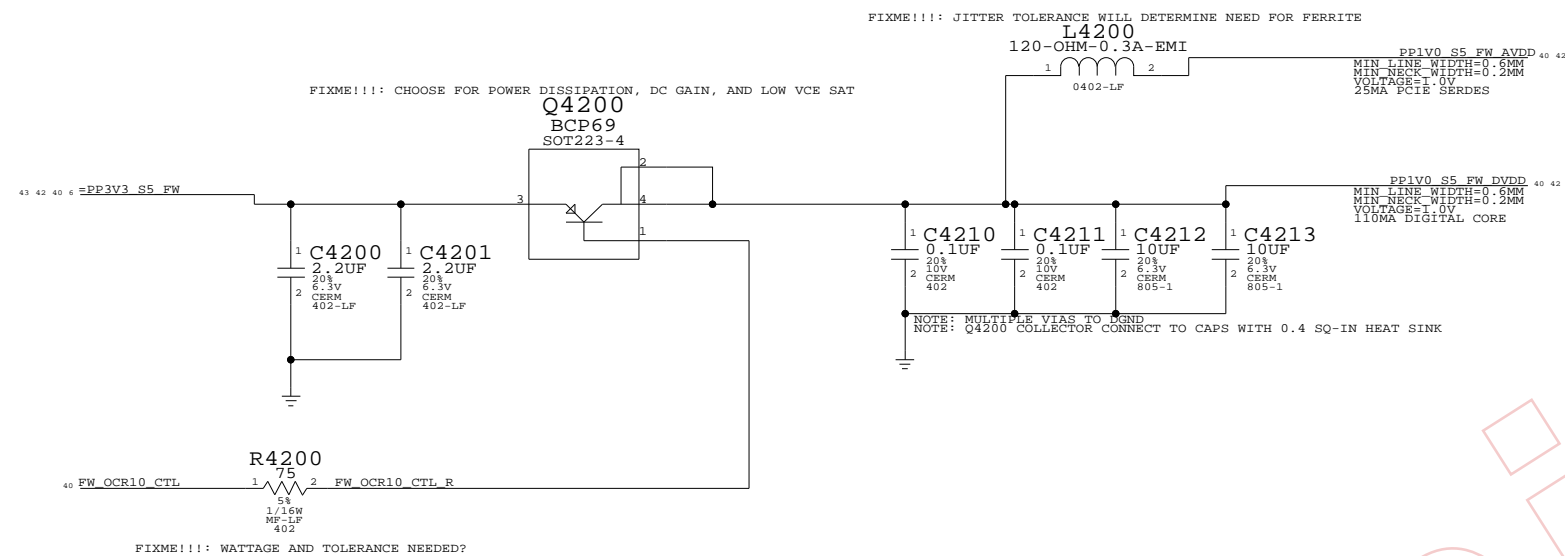 FIXME!!!: JITTER TOLERANCE WILL DETERMINE NEED FOR FERRITE
L4200
120-OHM-0.3A-EMI
1 2
0402-LF
PP1V0_S5_FW_AVDD 40 42
MIN_LINE_WIDTH=0.6MM
MIN_NECK_WIDTH=0.2MM
VOLTAGE=1.0V
25MA PCIE SERDES
FIXME!!!: CHOOSE FOR POWER DISSIPATION, DC GAIN, AND LOW VCE SAT
Q4200
BCP69
SOT223-4
2
3
4
1
43 42 40 6 =PP3V3_S5_FW
PP1V0_S5_FW_DVDD 40 42
MIN_LINE_WIDTH=0.6MM
MIN_NECK_WIDTH=0.2MM
VOLTAGE=1.0V
110MA DIGITAL CORE
1 C4200
2.2UF
20%
6.3V
2 CERM
402-LF
1 C4201
2.2UF
20%
6.3V
2 CERM
402-LF
1 C4210
0.1UF
20%
10V
2 CERM
402
1 C4211
0.1UF
20%
10V
2 CERM
402
1 C4212
10UF
20%
6.3V
2 CERM
805-1
1 C4213
10UF
20%
6.3V
2 CERM
805-1
NOTE: MULTIPLE VIAS TO DGND
NOTE: Q4200 COLLECTOR CONNECT TO CAPS WITH 0.4 SQ-IN HEAT SINK
R4200
75
40 FW_OCR10_CTL 1 2 FW_OCR10_CTL_R
5%
1/16W
MF-LF
402
FIXME!!!: WATTAGE AND TOLERANCE NEEDED?